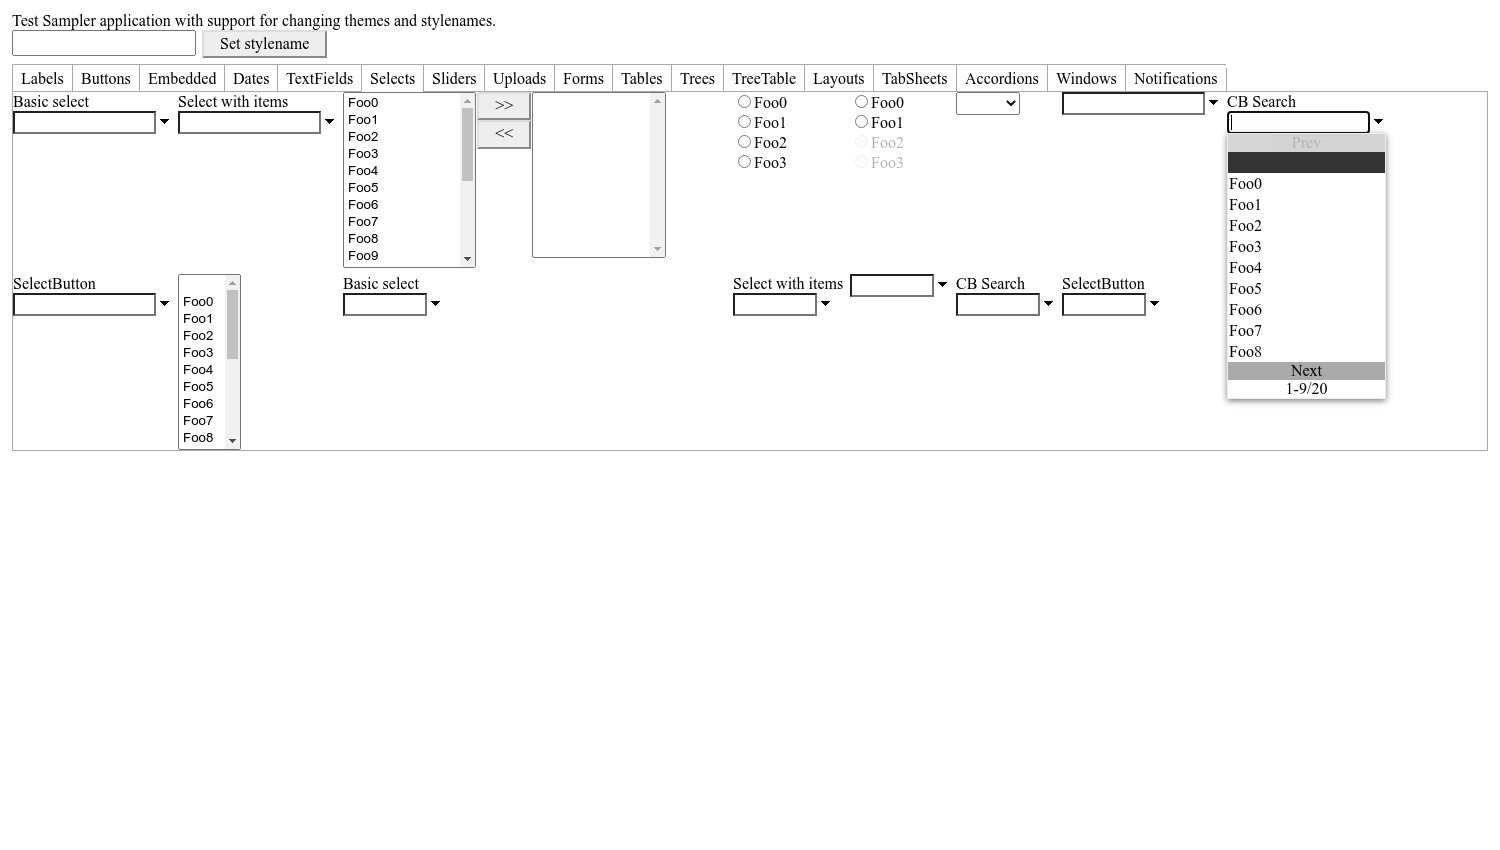 Test Sampler application with support for changing themes and stylenames.
Set stylename
Labels Buttons Embedded Dates TextFields Selects Sliders Uploads Forms Tables Trees TreeTable Layouts TabSheets Accordions Windows Notifications
Basic select
Select with items
Foo0
Foo1
Foo2
Foo3
Foo4
Foo5
Foo6
Foo7
Foo8
Foo9
>>
<<
Foo0
Foo1
Foo2
Foo3
Foo0
Foo1
Foo2
Foo3
CB Search
Prev
Foo0
Foo1
Foo2
Foo3
Foo4
Foo5
Foo6
Foo7
Foo8
Next
1-9/20
SelectButton
Foo0
Foo1
Foo2
Foo3
Foo4
Foo5
Foo6
Foo7
Foo8
Basic select
Select with items
CB Search
SelectButton